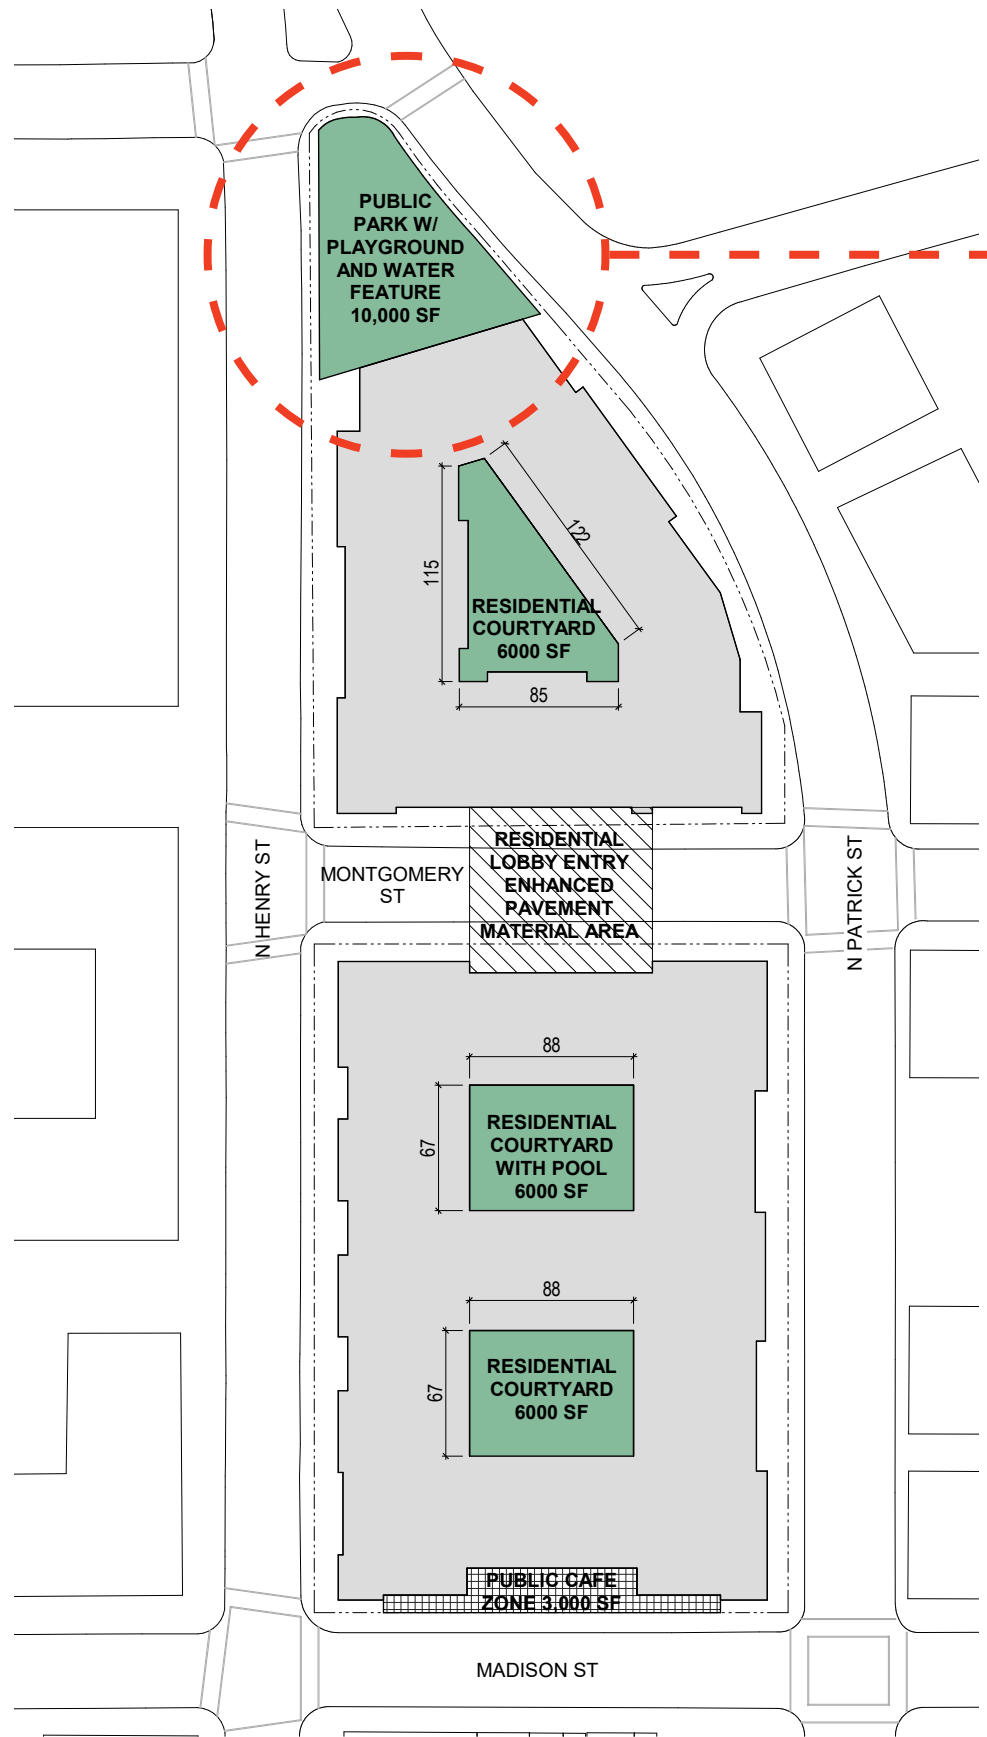 PUBLIC
PARK W/
PLAYGROUND
AND WATER
FEATURE
10,000 SF
122
115
RESIDENTIAL
COURTYARD
6000 SF
85
RESIDENTIAL
LOBBY ENTRY
ENHANCED
PAVEMENT
MATERIAL AREA
MONTGOMERY
ST
N HENRY ST
N PATRICK ST
88
67
RESIDENTIAL
COURTYARD
WITH POOL
6000 SF
88
67
RESIDENTIAL
COURTYARD
6000 SF
PUBLIC CAFE
ZONE 3,000 SF
MADISON ST